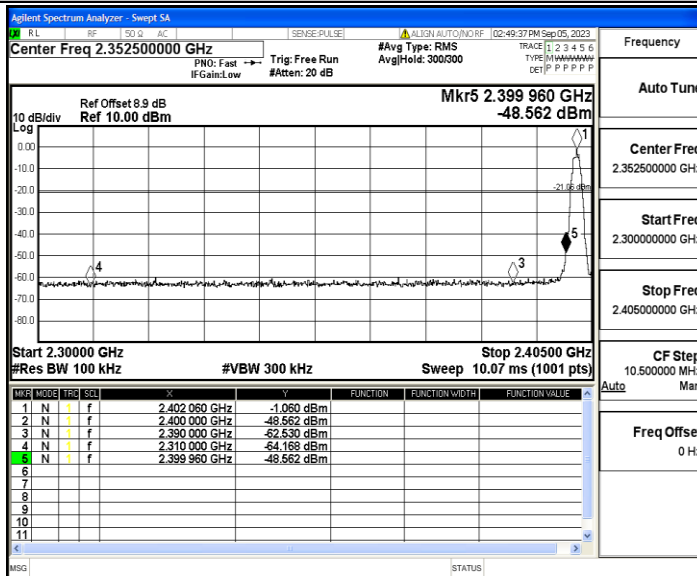 Agilent Spectrum Analyzer - Swept SA
RL RF 50 Ω AC SENSE:PULSE ALIGN AUTO/NO RF 02:49:37 PM Sep 05, 2023
Center Freq 2.352500000 GHz
PNO: Fast
IFGain:Low
Trig: Free Run
#Atten: 20 dB
#Avg Type: RMS
Avg|Hold: 300/300
TRACE 1 2 3 4 5 6
TYPE M W W W W W
DET P P P P P P
Mkr5 2.399 960 GHz
-48.562 dBm
Ref Offset 8.9 dB
10 dB/div Ref 10.00 dBm
Log
0.00
-10.0
-20.0
-30.0
-40.0
-50.0
-60.0
-70.0
-80.0
1
-21.06 dBm
5
3
4
Start 2.30000 GHz Stop 2.40500 GHz
#Res BW 100 kHz #VBW 300 kHz Sweep 10.07 ms (1001 pts)
MKR MODE TRC SCL X Y FUNCTION FUNCTION WIDTH FUNCTION VALUE
1 N 1 f 2.402 060 GHz -1.060 dBm
2 N 1 f 2.400 000 GHz -48.562 dBm
3 N 1 f 2.390 000 GHz -62.530 dBm
4 N 1 f 2.310 000 GHz -64.168 dBm
5 N 1 f 2.399 960 GHz -48.562 dBm
6
7
8
9
10
11
MSG STATUS
Frequency
Auto Tune
Center Freq
2.352500000 GHz
Start Freq
2.300000000 GHz
Stop Freq
2.405000000 GHz
CF Step
10.500000 MHz
Auto Man
Freq Offset
0 Hz